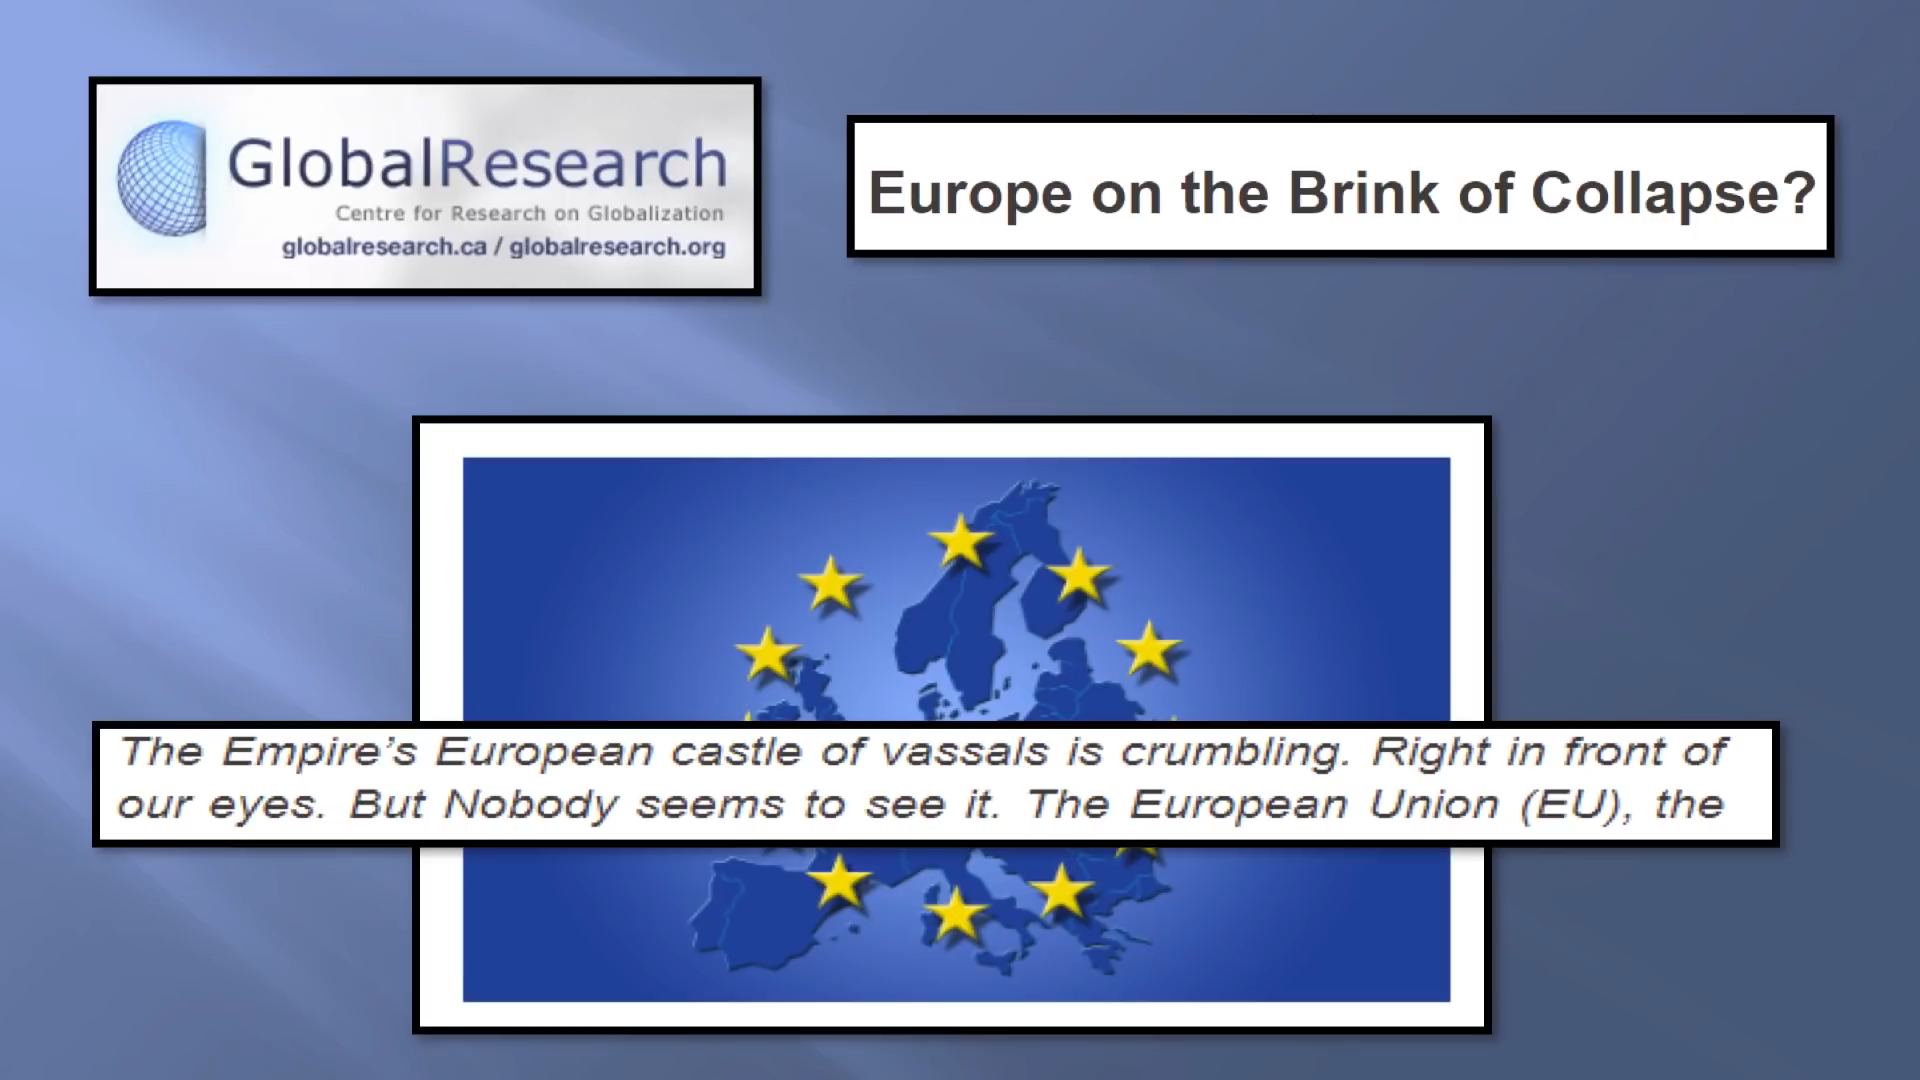 GlobalResearch
Centre for Research on Globalization
globalresearch.ca / globalresearch.org
Europe on the Brink of Collapse?
The Empire’s European castle of vassals is crumbling. Right in front of
our eyes. But Nobody seems to see it. The European Union (EU), the